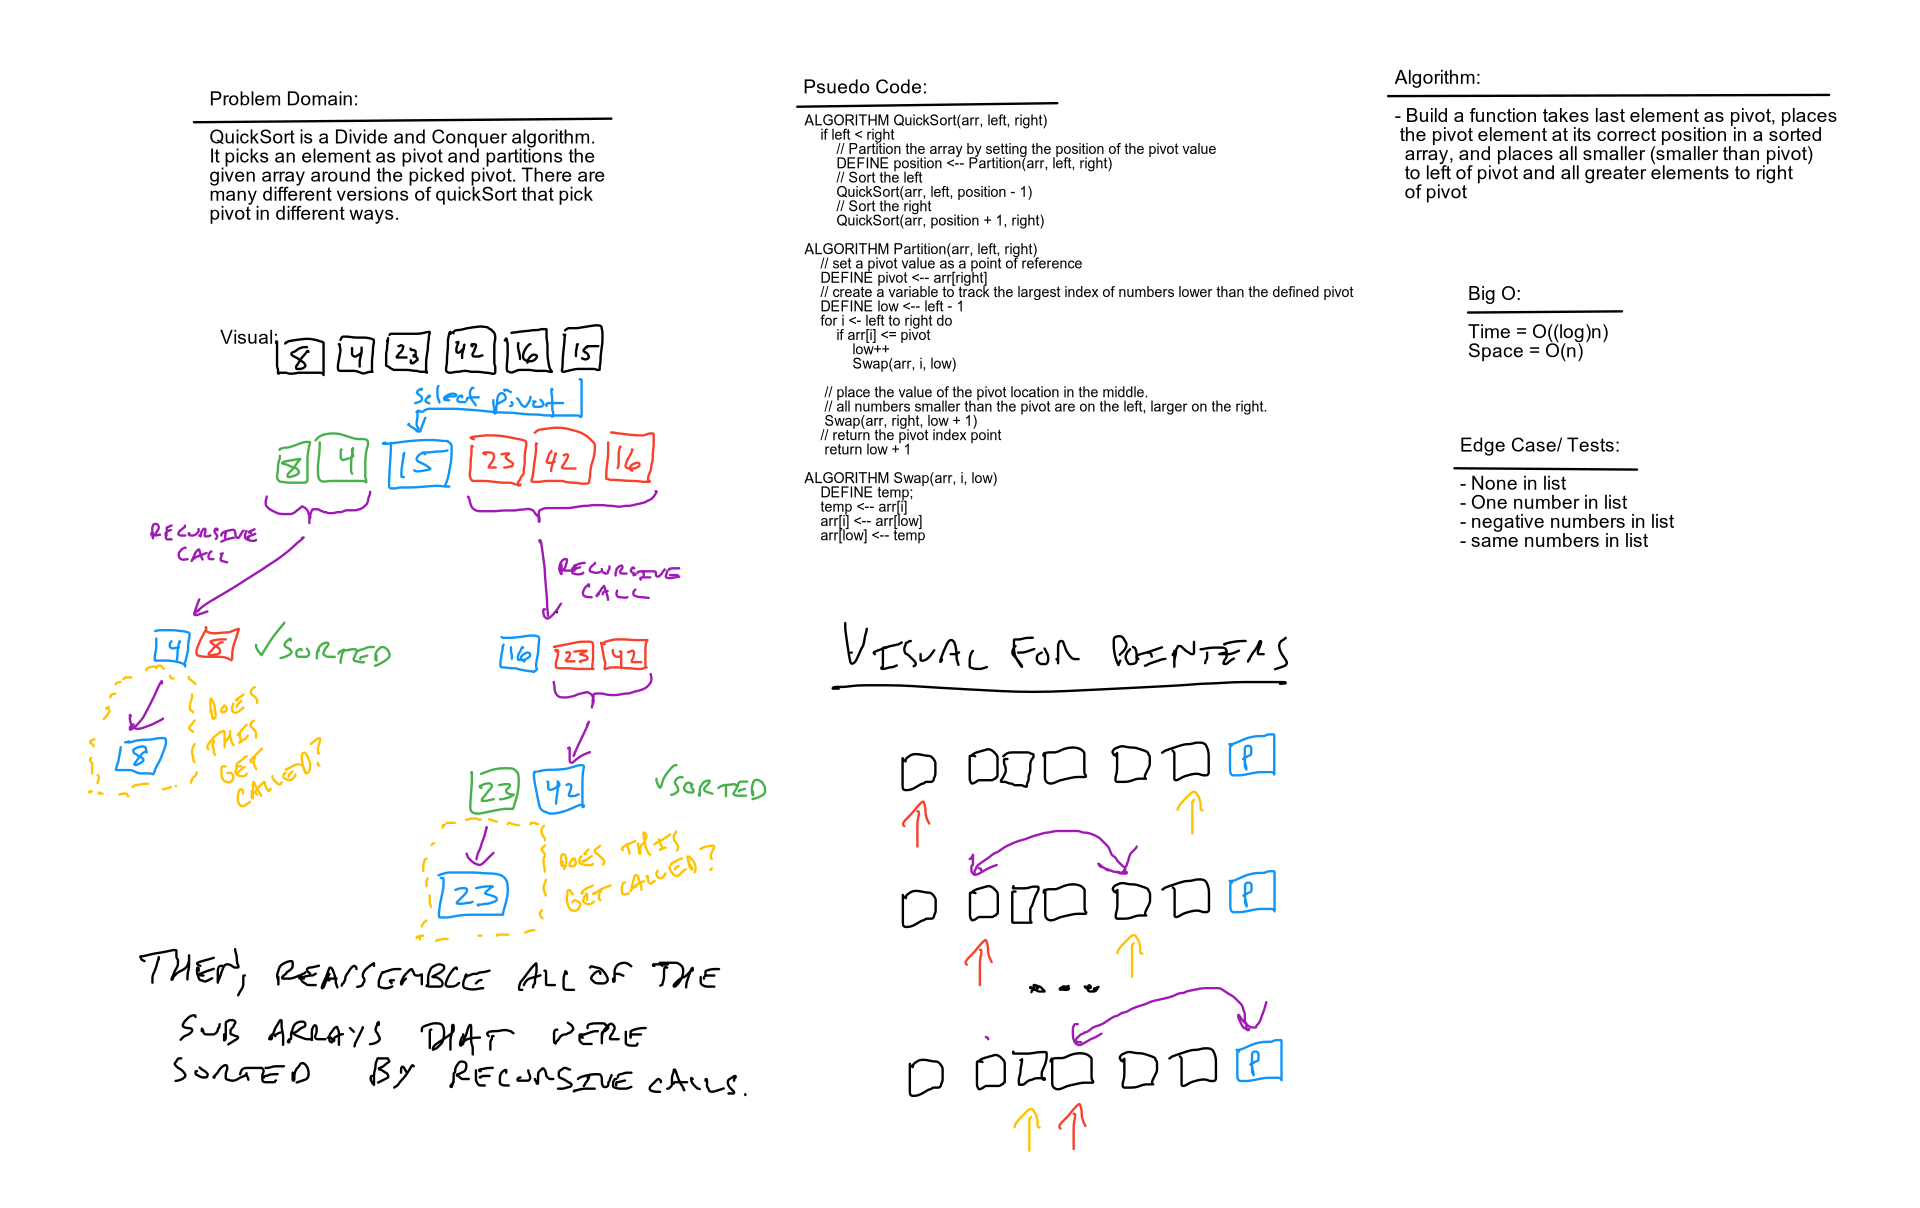 Problem Domain:
QuickSort is a Divide and Conquer algorithm.
It picks an element as pivot and partitions the
given array around the picked pivot. There are
many different versions of quickSort that pick
pivot in different ways.
Visual:
8 4 23 42 16 15
Select pivot
8 4 15 23 42 16
RECURSIVE
CALL
RECURSIVE
CALL
4 8 ✓SORTED
16 23 42
8
DOES
THIS
GET
CALLED?
23 42 ✓SORTED
23
DOES THIS
GET CALLED?
THEN, REASSEMBLE ALL OF THE
SUB ARRAYS THAT WERE
SORTED BY RECURSIVE CALLS.
Psuedo Code:
ALGORITHM QuickSort(arr, left, right)
if left < right
// Partition the array by setting the position of the pivot value
DEFINE position <-- Partition(arr, left, right)
// Sort the left
QuickSort(arr, left, position - 1)
// Sort the right
QuickSort(arr, position + 1, right)
ALGORITHM Partition(arr, left, right)
// set a pivot value as a point of reference
DEFINE pivot <-- arr[right]
// create a variable to track the largest index of numbers lower than the defined pivot
DEFINE low <-- left - 1
for i <- left to right do
if arr[i] <= pivot
low++
Swap(arr, i, low)
// place the value of the pivot location in the middle.
// all numbers smaller than the pivot are on the left, larger on the right.
Swap(arr, right, low + 1)
// return the pivot index point
return low + 1
ALGORITHM Swap(arr, i, low)
DEFINE temp;
temp <-- arr[i]
arr[i] <-- arr[low]
arr[low] <-- temp
VISUAL FOR POINTERS
P
P
...
P
Algorithm:
- Build a function takes last element as pivot, places
the pivot element at its correct position in a sorted
array, and places all smaller (smaller than pivot)
to left of pivot and all greater elements to right
of pivot
Big O:
Time = O((log)n)
Space = O(n)
Edge Case/ Tests:
- None in list
- One number in list
- negative numbers in list
- same numbers in list